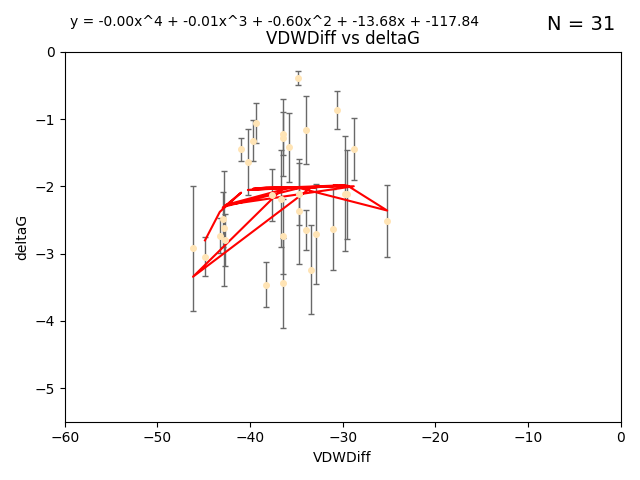 y = -0.00x^4 + -0.01x^3 + -0.60x^2 + -13.68x + -117.84
N = 31
VDWDiff vs deltaG
0
−1
−2
−3
−4
−5
deltaG
−60 −50 −40 −30 −20 −10 0
VDWDiff